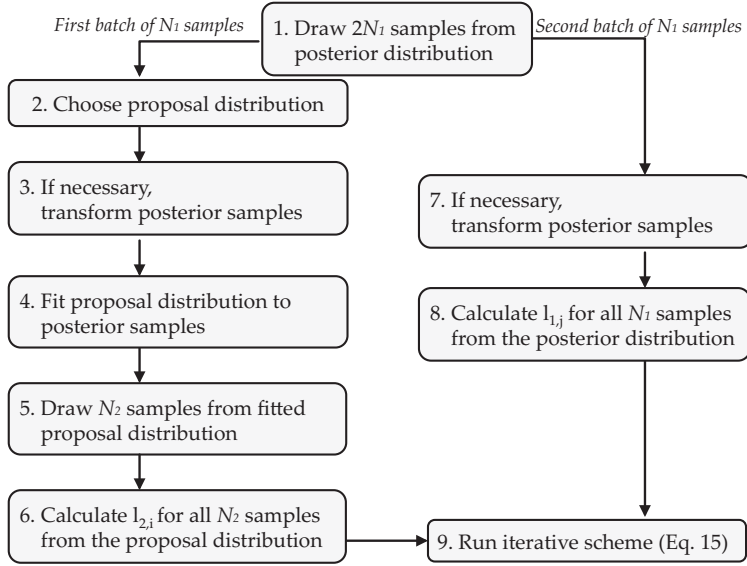 First batch of N₁ samples
1. Draw 2N₁ samples from
posterior distribution
Second batch of N₁ samples
2. Choose proposal distribution
3. If necessary,
transform posterior samples
4. Fit proposal distribution to
posterior samples
5. Draw N₂ samples from fitted
proposal distribution
6. Calculate l₂,ᵢ for all N₂ samples
from the proposal distribution
7. If necessary,
transform posterior samples
8. Calculate l₁,ⱼ for all N₁ samples
from the posterior distribution
9. Run iterative scheme (Eq. 15)